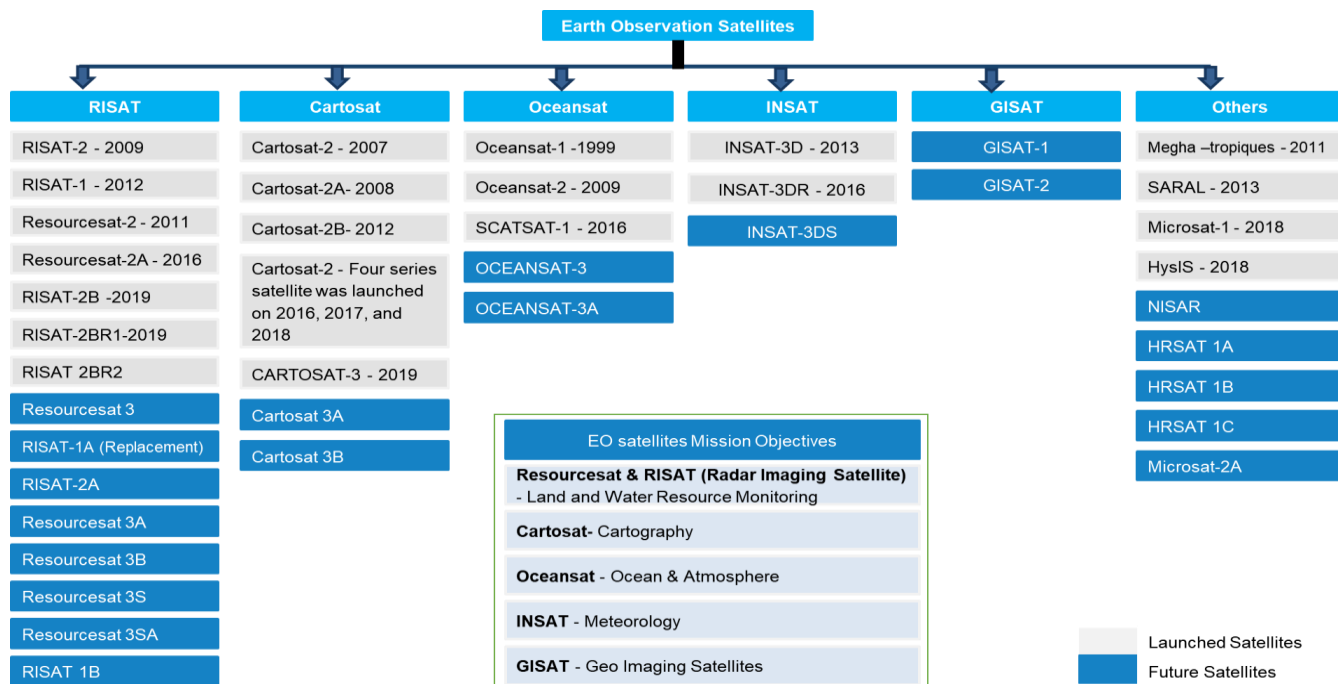 Earth Observation Satellites
RISAT
RISAT-2 - 2009
RISAT-1 - 2012
Resourcesat-2 - 2011
Resourcesat-2A - 2016
RISAT-2B -2019
RISAT-2BR1-2019
RISAT 2BR2
Resourcesat 3
RISAT-1A (Replacement)
RISAT-2A
Resourcesat 3A
Resourcesat 3B
Resourcesat 3S
Resourcesat 3SA
RISAT 1B
Cartosat
Cartosat-2 - 2007
Cartosat-2A- 2008
Cartosat-2B- 2012
Cartosat-2 - Four series
satellite was launched
on 2016, 2017, and
2018
CARTOSAT-3 - 2019
Cartosat 3A
Cartosat 3B
Oceansat
Oceansat-1 -1999
Oceansat-2 - 2009
SCATSAT-1 - 2016
OCEANSAT-3
OCEANSAT-3A
INSAT
INSAT-3D - 2013
INSAT-3DR - 2016
INSAT-3DS
GISAT
GISAT-1
GISAT-2
Others
Megha –tropiques - 2011
SARAL - 2013
Microsat-1 - 2018
HysIS - 2018
NISAR
HRSAT 1A
HRSAT 1B
HRSAT 1C
Microsat-2A
EO satellites Mission Objectives
Resourcesat & RISAT (Radar Imaging Satellite)
- Land and Water Resource Monitoring
Cartosat- Cartography
Oceansat - Ocean & Atmosphere
INSAT - Meteorology
GISAT - Geo Imaging Satellites
Launched Satellites
Future Satellites